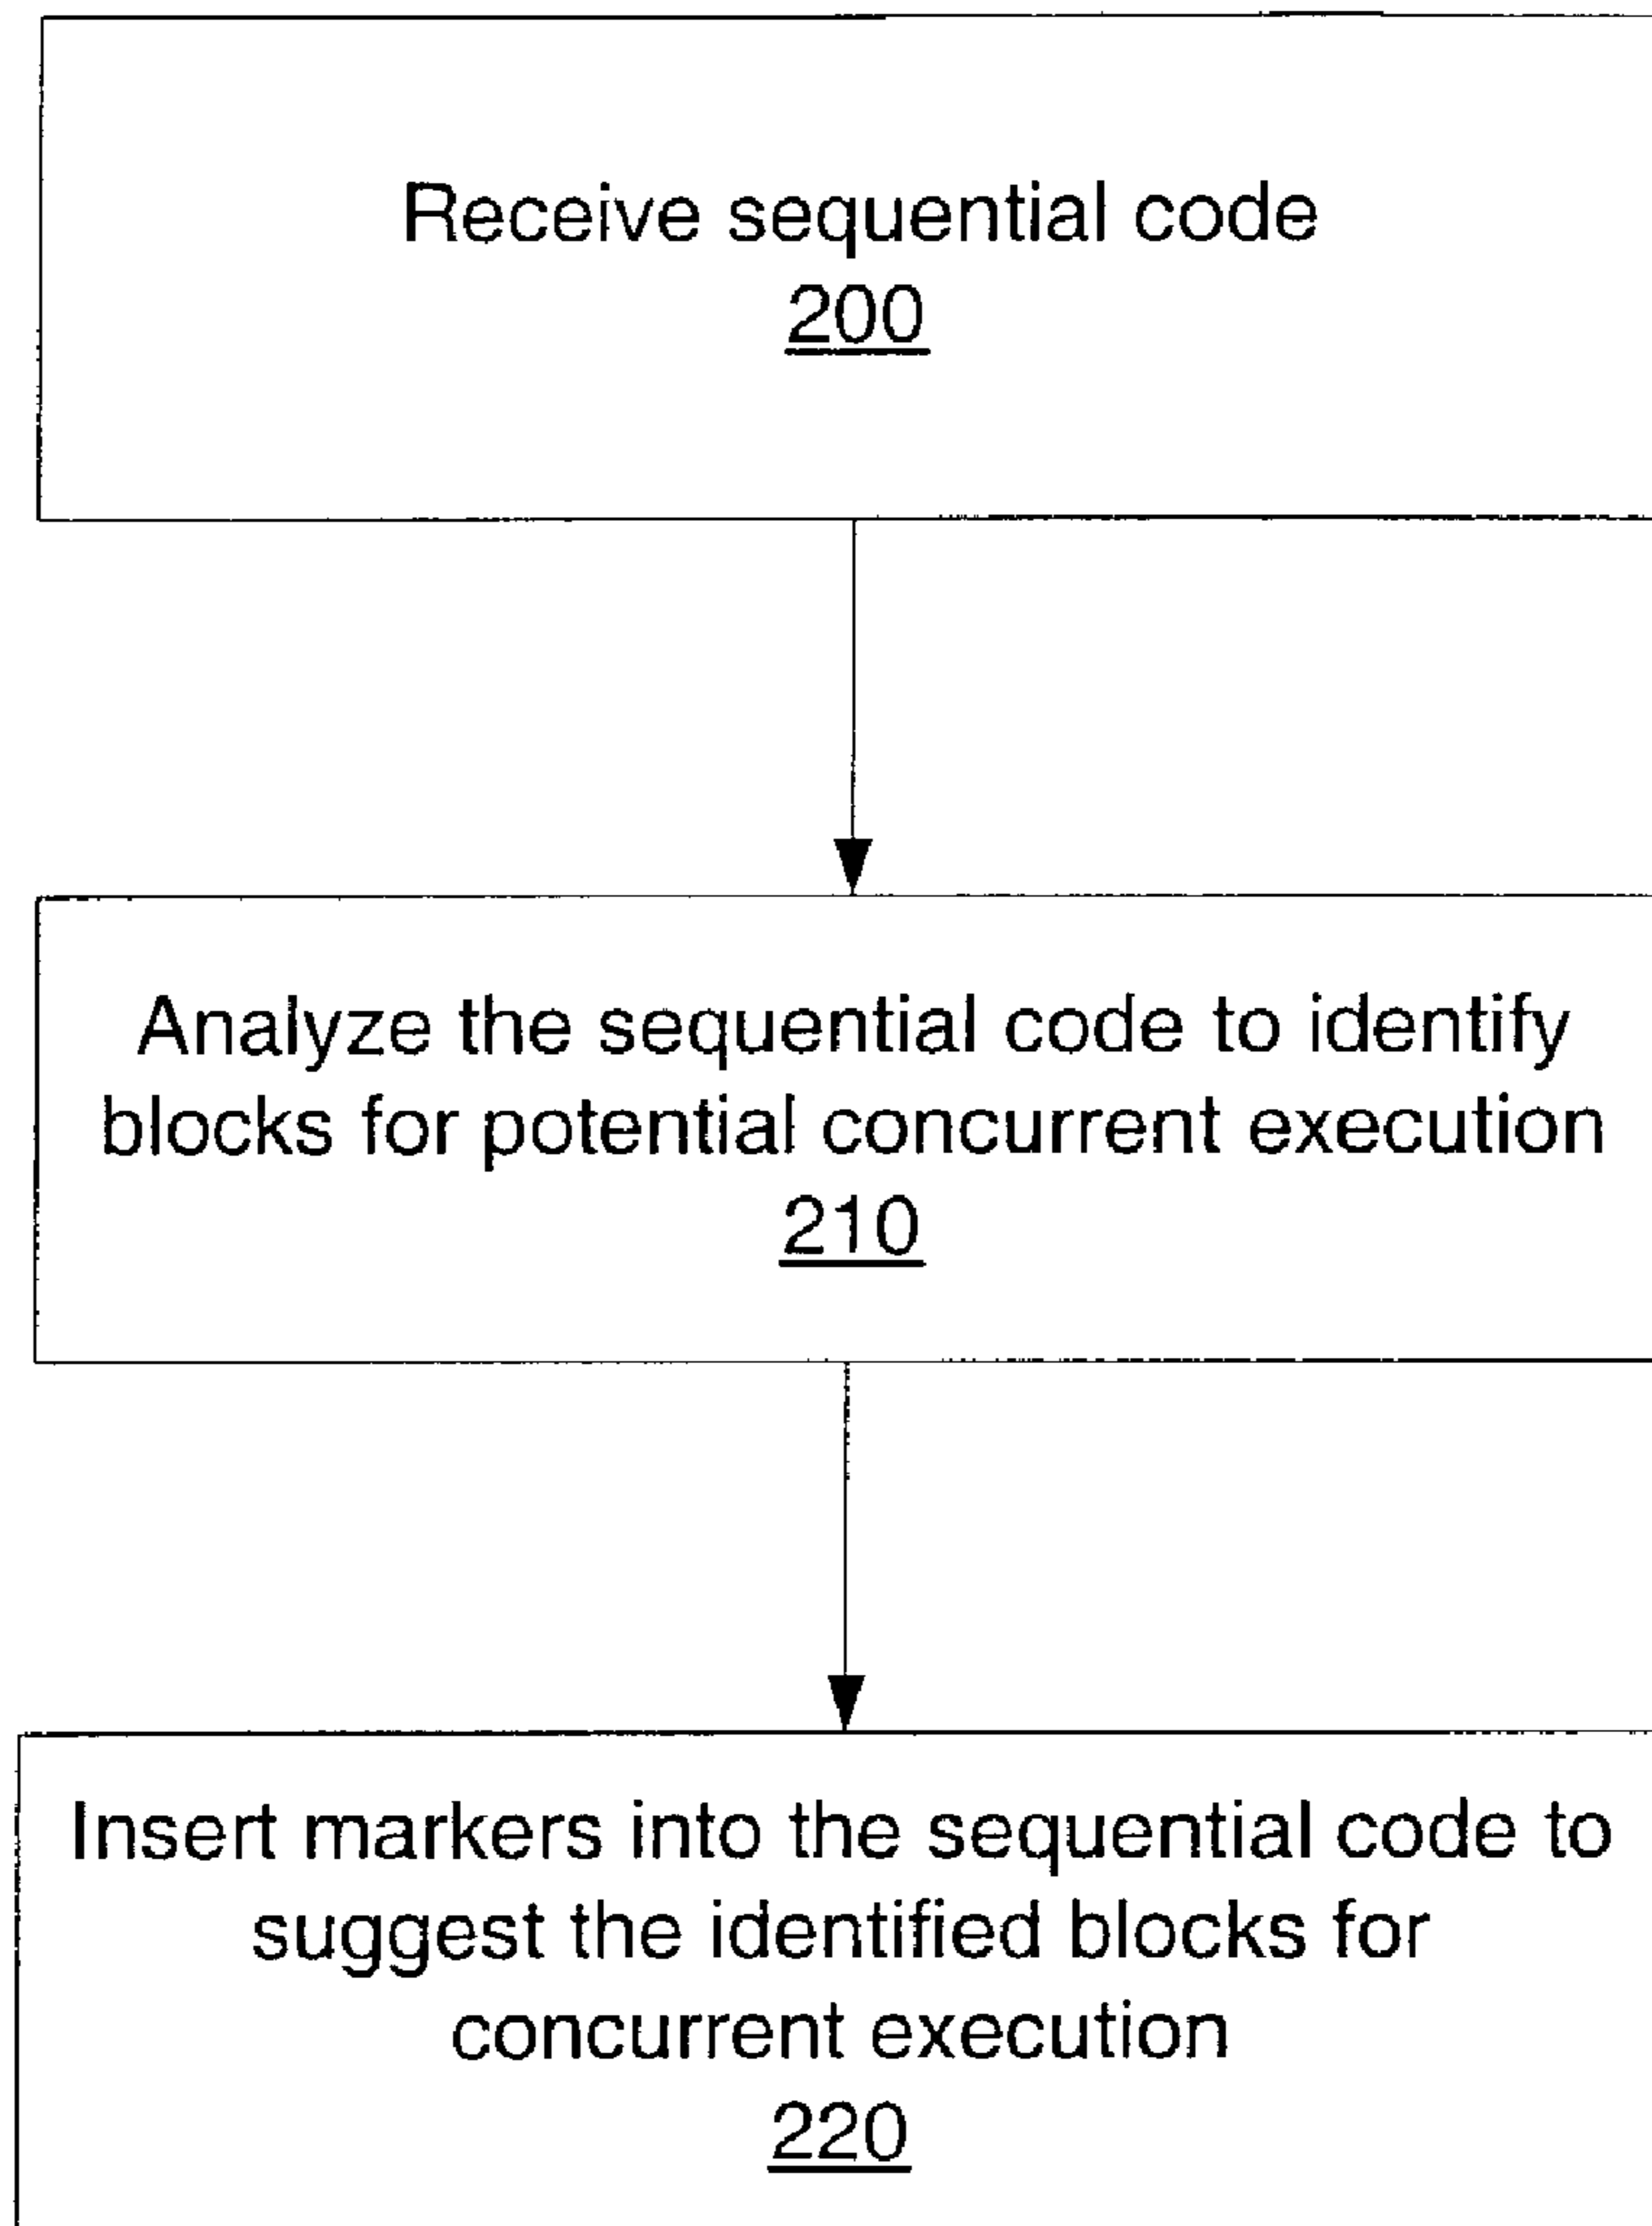 Receive sequential code
200
Analyze the sequential code to identify
blocks for potential concurrent execution
210
Insert markers into the sequential code to
suggest the identified blocks for
concurrent execution
220